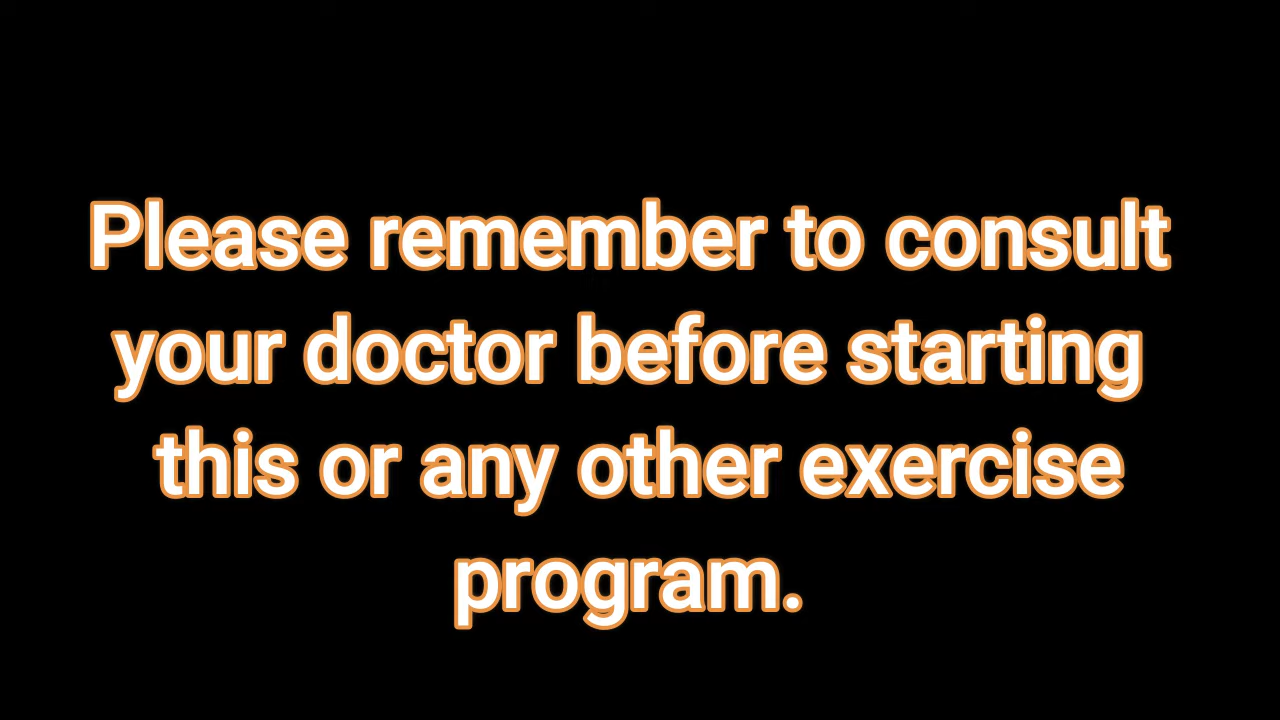 Please remember to consult
your doctor before starting
this or any other exercise
program.